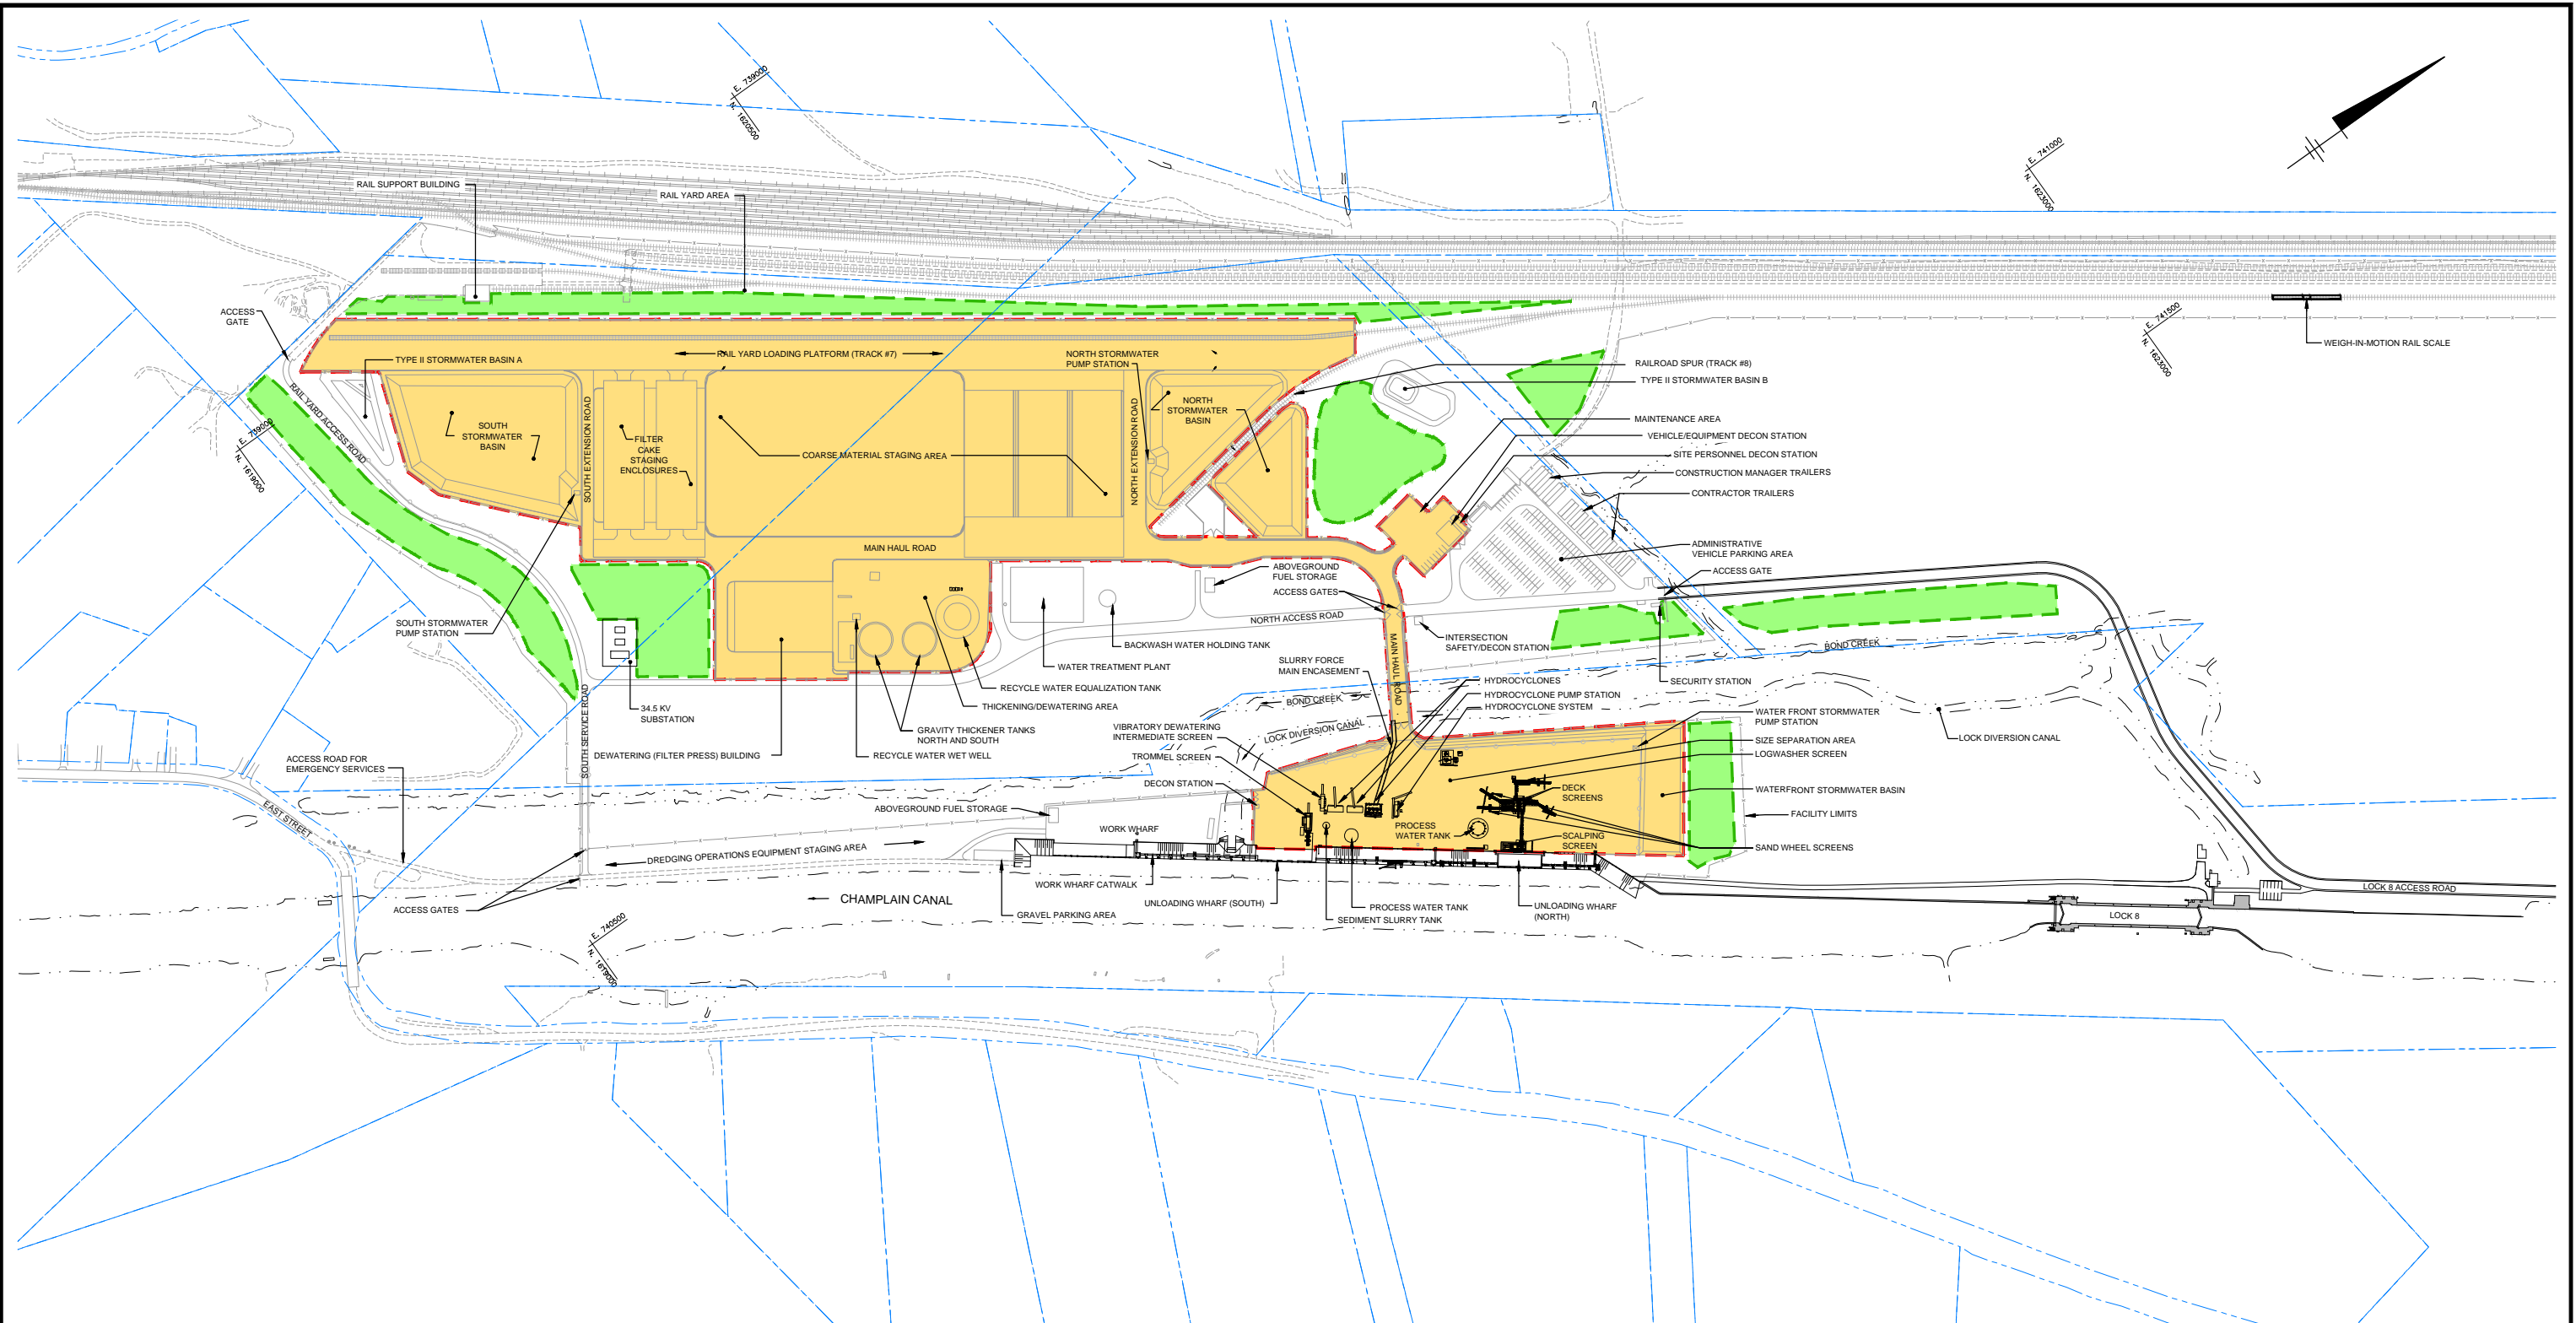 E. 739000
N. 1620500
E. 741000
N. 1623000
RAIL SUPPORT BUILDING
RAIL YARD AREA
ACCESS
GATE
TYPE II STORMWATER BASIN A
RAIL YARD LOADING PLATFORM (TRACK #7)
NORTH STORMWATER
PUMP STATION
E. 741500
N. 1623000
WEIGH-IN-MOTION RAIL SCALE
RAILROAD SPUR (TRACK #8)
TYPE II STORMWATER BASIN B
RAIL YARD ACCESS ROAD
E. 739000
N. 1619000
SOUTH
STORMWATER
BASIN
SOUTH EXTENSION ROAD
FILTER
CAKE
STAGING
ENCLOSURES
COARSE MATERIAL STAGING AREA
NORTH EXTENSION ROAD
NORTH
STORMWATER
BASIN
MAINTENANCE AREA
VEHICLE/EQUIPMENT DECON STATION
SITE PERSONNEL DECON STATION
CONSTRUCTION MANAGER TRAILERS
CONTRACTOR TRAILERS
MAIN HAUL ROAD
ADMINISTRATIVE
VEHICLE PARKING AREA
ACCESS GATE
ABOVEGROUND
FUEL STORAGE
ACCESS GATES
NORTH ACCESS ROAD
SOUTH STORMWATER
PUMP STATION
BACKWASH WATER HOLDING TANK
WATER TREATMENT PLANT
RECYCLE WATER EQUALIZATION TANK
THICKENING/DEWATERING AREA
INTERSECTION
SAFETY/DECON STATION
MAIN HAUL ROAD
BOND CREEK
SLURRY FORCE
MAIN ENCASEMENT
HYDROCYCLONES
HYDROCYCLONE PUMP STATION
HYDROCYCLONE SYSTEM
SECURITY STATION
BOND CREEK
34.5 KV
SUBSTATION
SOUTH SERVICE ROAD
GRAVITY THICKENER TANKS
NORTH AND SOUTH
DEWATERING (FILTER PRESS) BUILDING
RECYCLE WATER WET WELL
VIBRATORY DEWATERING
INTERMEDIATE SCREEN
LOCK DIVERSION CANAL
TROMMEL SCREEN
DECON STATION
WATER FRONT STORMWATER
PUMP STATION
SIZE SEPARATION AREA
LOGWASHER SCREEN
LOCK DIVERSION CANAL
ACCESS ROAD FOR
EMERGENCY SERVICES
EAST STREET
ABOVEGROUND FUEL STORAGE
WORK WHARF
DECK
SCREENS
WATERFRONT STORMWATER BASIN
FACILITY LIMITS
PROCESS
WATER TANK
SCALPING
SCREEN
SAND WHEEL SCREENS
DREDGING OPERATIONS EQUIPMENT STAGING AREA
WORK WHARF CATWALK
CHAMPLAIN CANAL
UNLOADING WHARF (SOUTH)
PROCESS WATER TANK
UNLOADING WHARF
(NORTH)
LOCK 8 ACCESS ROAD
LOCK 8
ACCESS GATES
GRAVEL PARKING AREA
SEDIMENT SLURRY TANK
E. 740500
N. 1619000